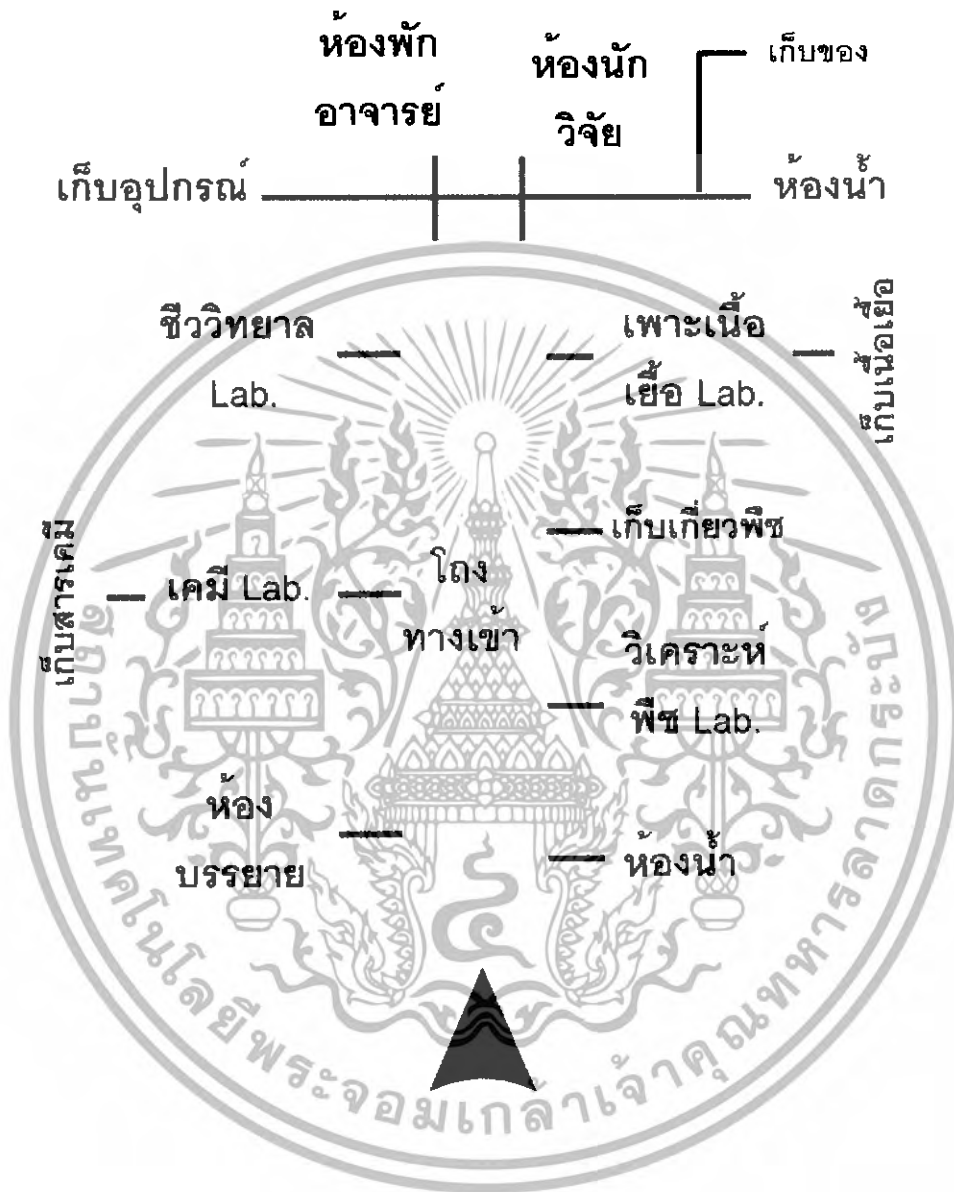 ห้องพัก
อาจารย์
ห้องนัก
วิจัย
เก็บของ
เก็บอุปกรณ์
ห้องน้ำ
ชีววิทยาล
Lab.
เพาะเนื้อ
เยื้อ Lab.
เก็บเนื้อเยื่อ
เก็บเกี่ยวพืช
เก็บสารเคมี
เคมี Lab.
โถง
ทางเข้า
วิเคราะห์
พืช Lab.
ห้อง
บรรยาย
ห้องน้ำ
สถาบันเทคโนโลยีพระจอมเกล้าเจ้าคุณทหารลาดกระบัง